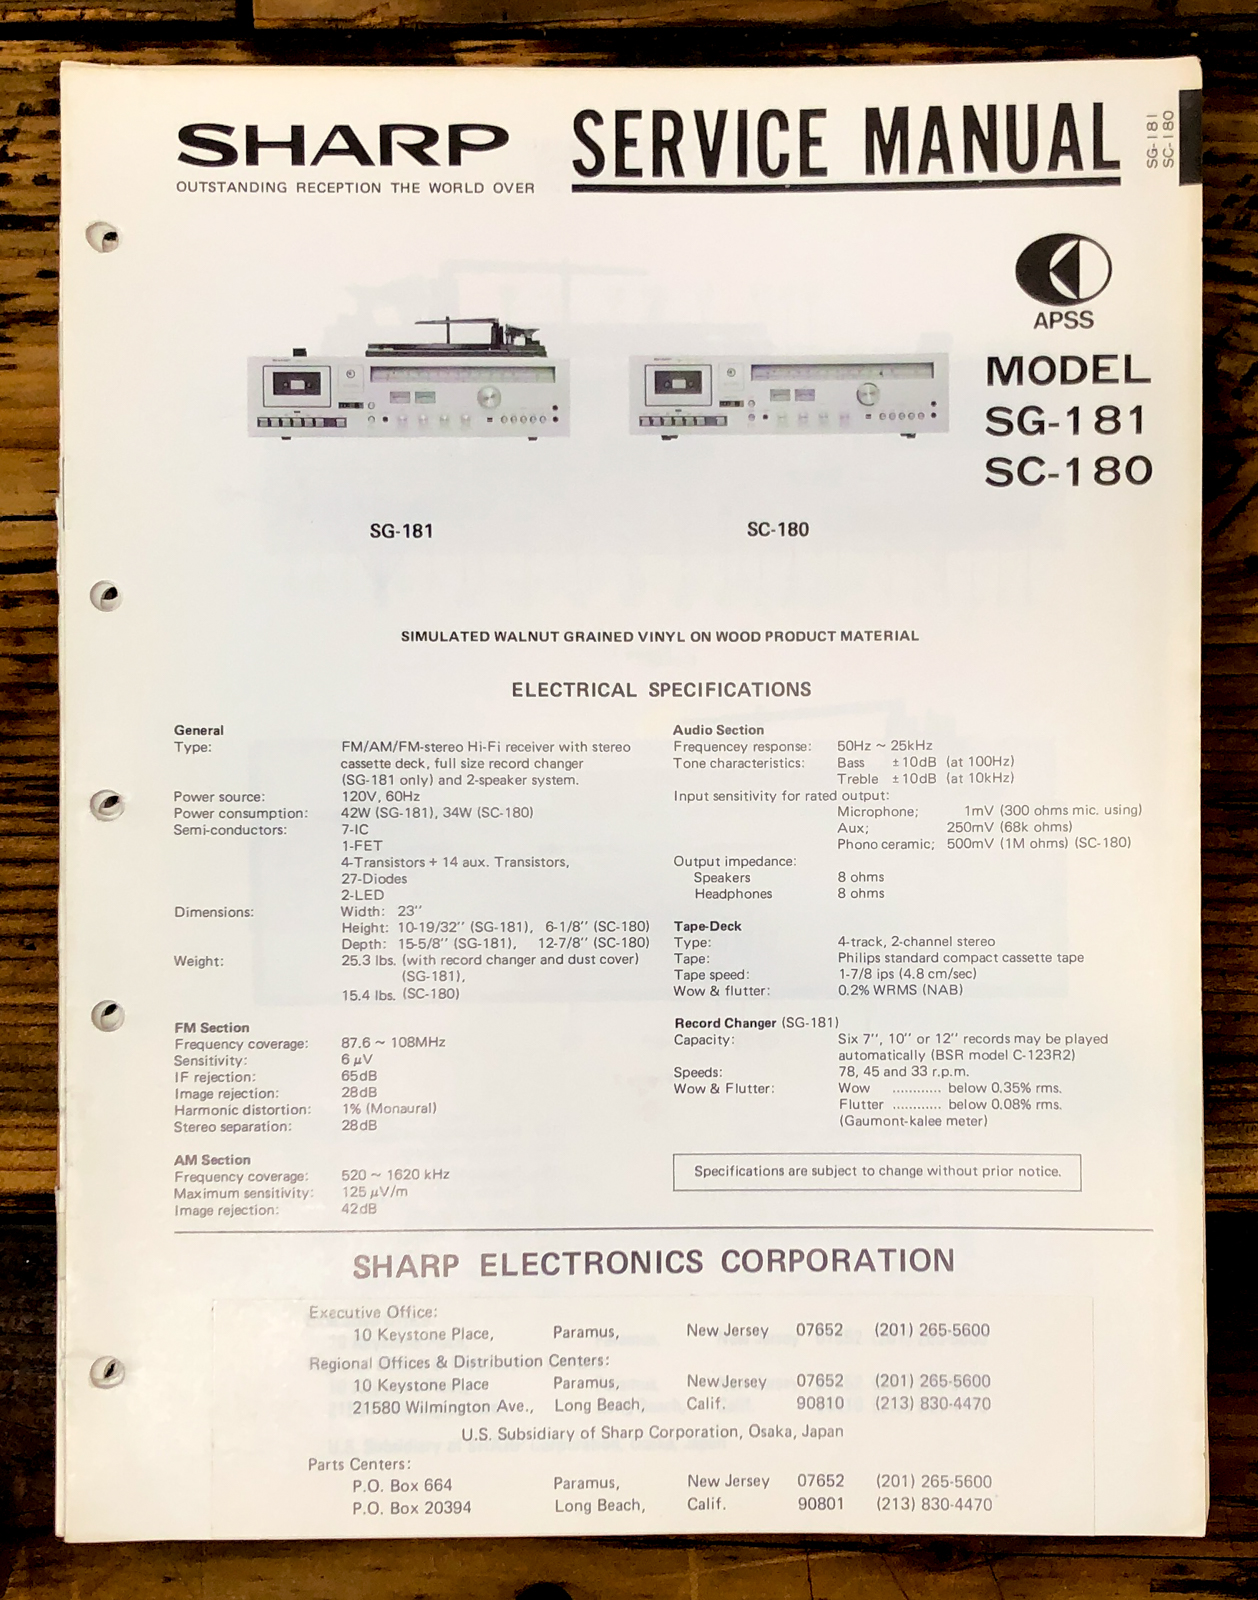 SHARP SERVICE MANUAL
OUTSTANDING RECEPTION THE WORLD OVER
SG-181
SC-180
APSS
MODEL
SG-181
SC-180
SG-181
SC-180
SIMULATED WALNUT GRAINED VINYL ON WOOD PRODUCT MATERIAL
ELECTRICAL SPECIFICATIONS
General
Type: FM/AM/FM-stereo Hi-Fi receiver with stereo
cassette deck, full size record changer
(SG-181 only) and 2-speaker system.
Power source: 120V, 60Hz
Power consumption: 42W (SG-181), 34W (SC-180)
Semi-conductors: 7-IC
1-FET
4-Transistors + 14 aux. Transistors,
27-Diodes
2-LED
Dimensions: Width: 23''
Height: 10-19/32'' (SG-181), 6-1/8'' (SC-180)
Depth: 15-5/8'' (SG-181), 12-7/8'' (SC-180)
Weight: 25.3 lbs. (with record changer and dust cover)
(SG-181),
15.4 lbs. (SC-180)
FM Section
Frequency coverage: 87.6 ~ 108MHz
Sensitivity: 6 μV
IF rejection: 65dB
Image rejection: 28dB
Harmonic distortion: 1% (Monaural)
Stereo separation: 28dB
AM Section
Frequency coverage: 520 ~ 1620 kHz
Maximum sensitivity: 125 μV/m
Image rejection: 42dB
Audio Section
Frequencey response: 50Hz ~ 25kHz
Tone characteristics: Bass ±10dB (at 100Hz)
Treble ±10dB (at 10kHz)
Input sensitivity for rated output:
Microphone; 1mV (300 ohms mic. using)
Aux; 250mV (68k ohms)
Phono ceramic; 500mV (1M ohms) (SC-180)
Output impedance:
Speakers 8 ohms
Headphones 8 ohms
Tape-Deck
Type: 4-track, 2-channel stereo
Tape: Philips standard compact cassette tape
Tape speed: 1-7/8 ips (4.8 cm/sec)
Wow & flutter: 0.2% WRMS (NAB)
Record Changer (SG-181)
Capacity: Six 7'', 10'' or 12'' records may be played
automatically (BSR model C-123R2)
Speeds: 78, 45 and 33 r.p.m.
Wow & Flutter: Wow ............ below 0.35% rms.
Flutter ............ below 0.08% rms.
(Gaumont-kalee meter)
Specifications are subject to change without prior notice.
SHARP ELECTRONICS CORPORATION
Executive Office:
10 Keystone Place, Paramus, New Jersey 07652 (201) 265-5600
Regional Offices & Distribution Centers:
10 Keystone Place Paramus, New Jersey 07652 (201) 265-5600
21580 Wilmington Ave., Long Beach, Calif. 90810 (213) 830-4470
U.S. Subsidiary of Sharp Corporation, Osaka, Japan
Parts Centers:
P.O. Box 664 Paramus, New Jersey 07652 (201) 265-5600
P.O. Box 20394 Long Beach, Calif. 90801 (213) 830-4470